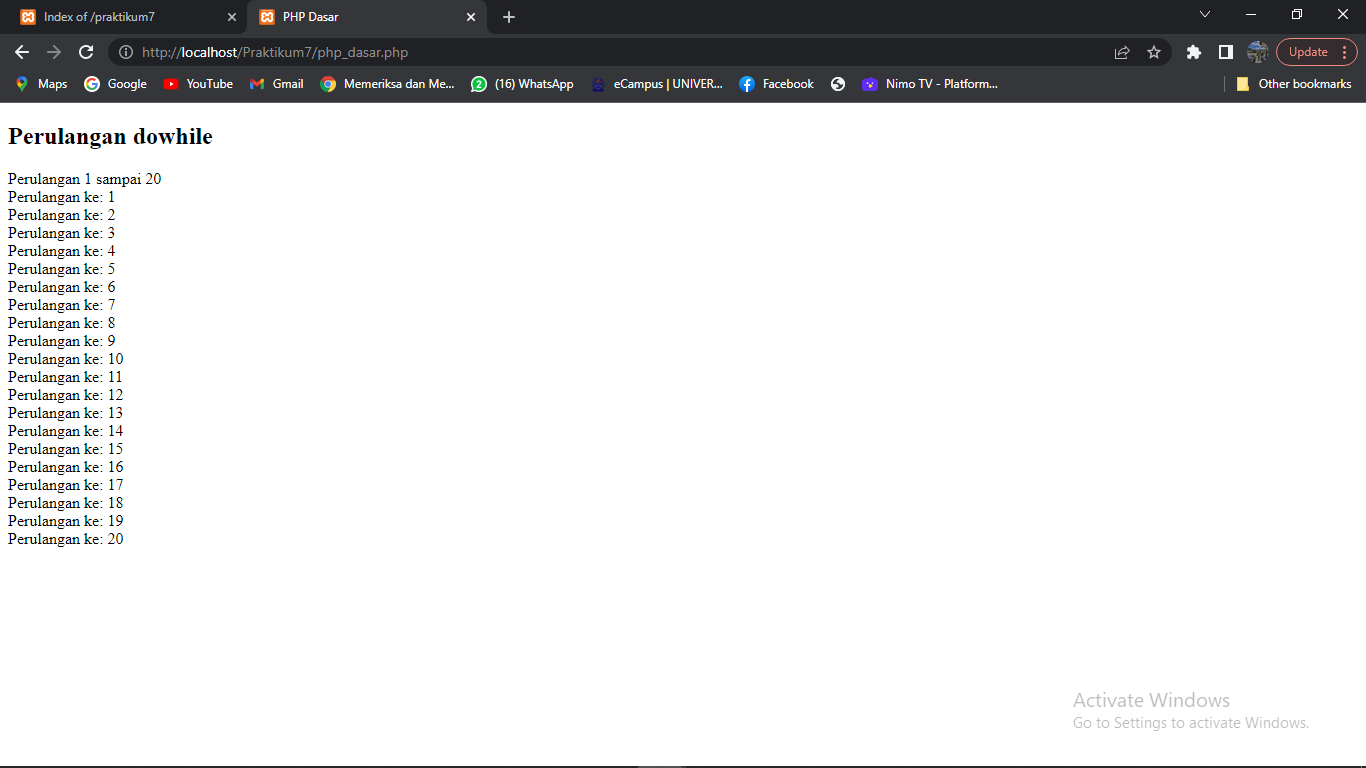 Index of /praktikum7
PHP Dasar
http://localhost/Praktikum7/php_dasar.php
Update
Maps
Google
YouTube
Gmail
Memeriksa dan Me...
(16) WhatsApp
eCampus | UNIVER...
Facebook
Nimo TV - Platform...
Other bookmarks
Perulangan dowhile
Perulangan 1 sampai 20
Perulangan ke: 1
Perulangan ke: 2
Perulangan ke: 3
Perulangan ke: 4
Perulangan ke: 5
Perulangan ke: 6
Perulangan ke: 7
Perulangan ke: 8
Perulangan ke: 9
Perulangan ke: 10
Perulangan ke: 11
Perulangan ke: 12
Perulangan ke: 13
Perulangan ke: 14
Perulangan ke: 15
Perulangan ke: 16
Perulangan ke: 17
Perulangan ke: 18
Perulangan ke: 19
Perulangan ke: 20
Activate Windows
Go to Settings to activate Windows.